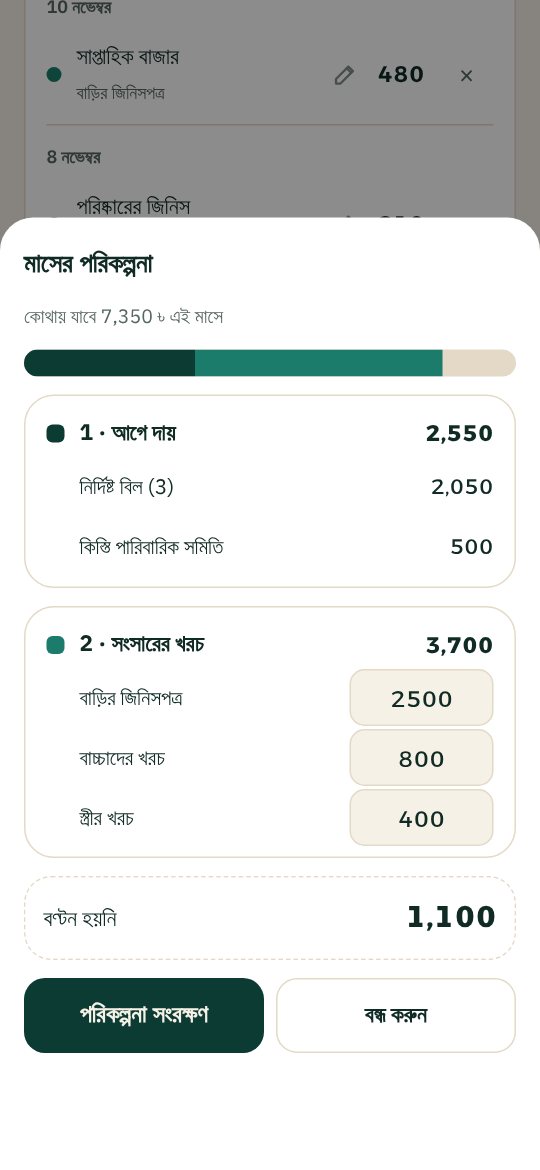 10 নভেম্বর
সাপ্তাহিক বাজার
480 ×
বাড়ির জিনিসপত্র
8 নভেম্বর
পরিষ্কারের জিনিস
মাসের পরিকল্পনা
কোথায় যাবে 7,350 ৳ এই মাসে
1 · আগে দায় 2,550
নির্দিষ্ট বিল (3) 2,050
কিস্তি পারিবারিক সমিতি 500
2 · সংসারের খরচ 3,700
বাড়ির জিনিসপত্র 2500
বাচ্চাদের খরচ 800
স্ত্রীর খরচ 400
বণ্টন হয়নি 1,100
পরিকল্পনা সংরক্ষণ বন্ধ করুন